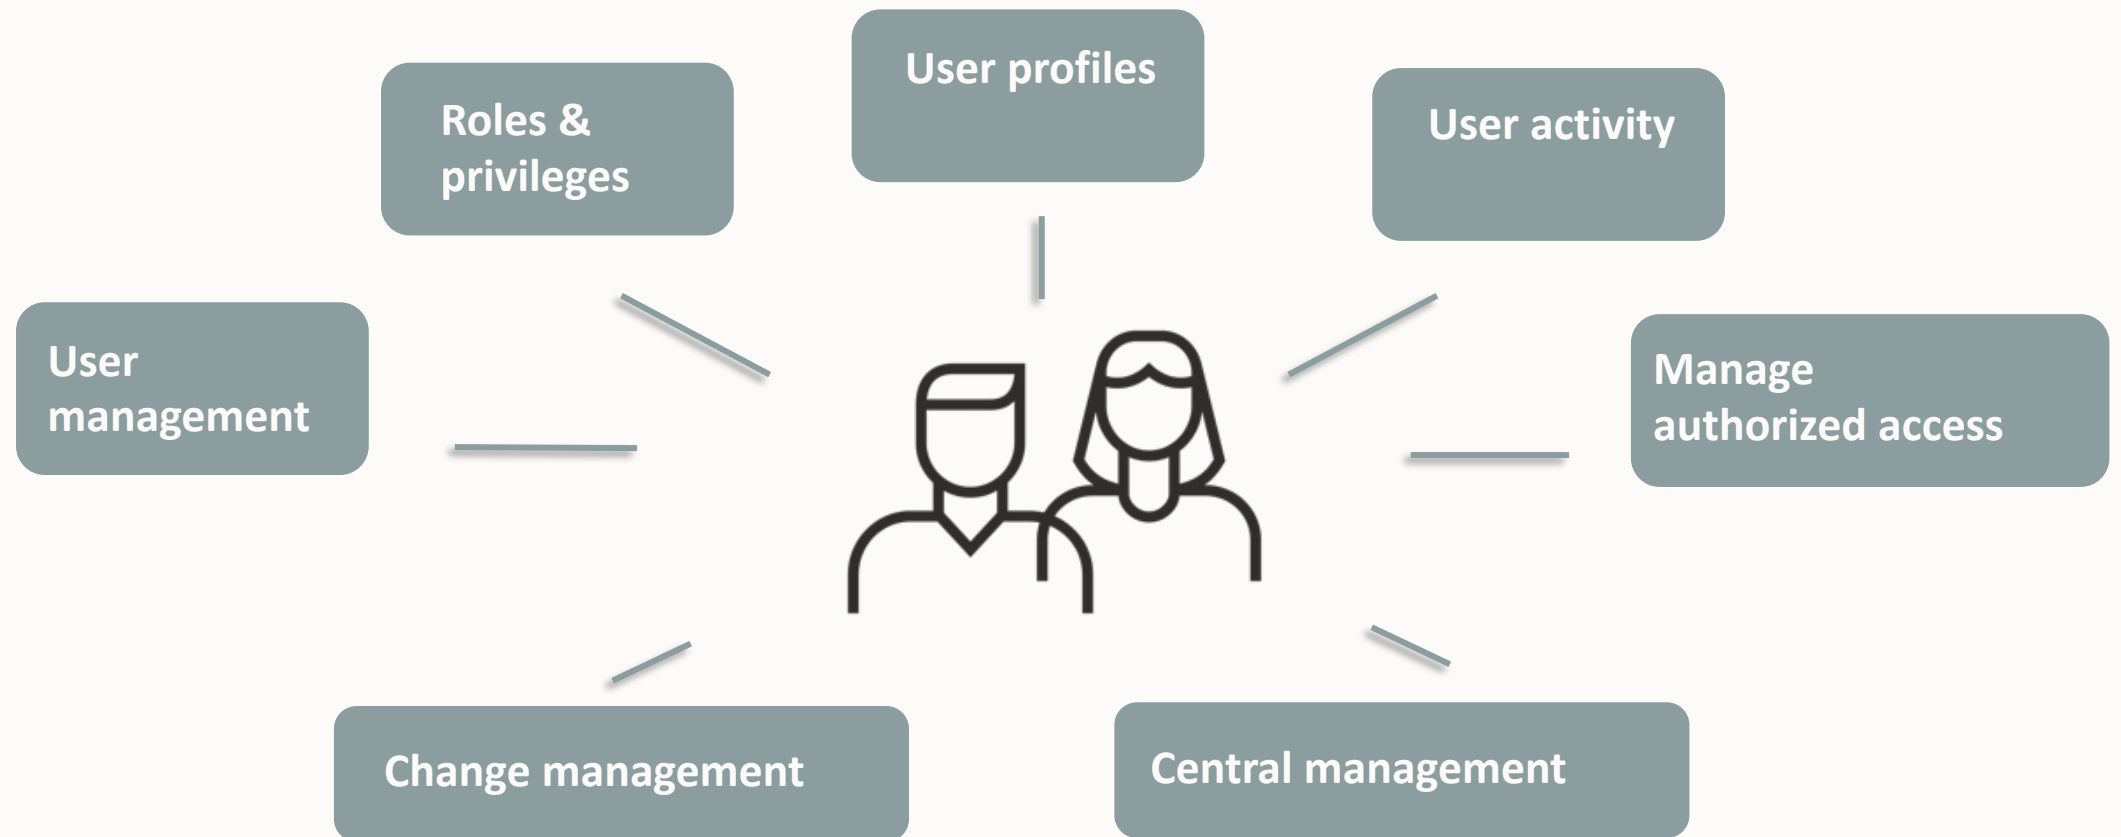 User profiles
Roles &
privileges
User activity
User
management
Manage
authorized access
Change management
Central management